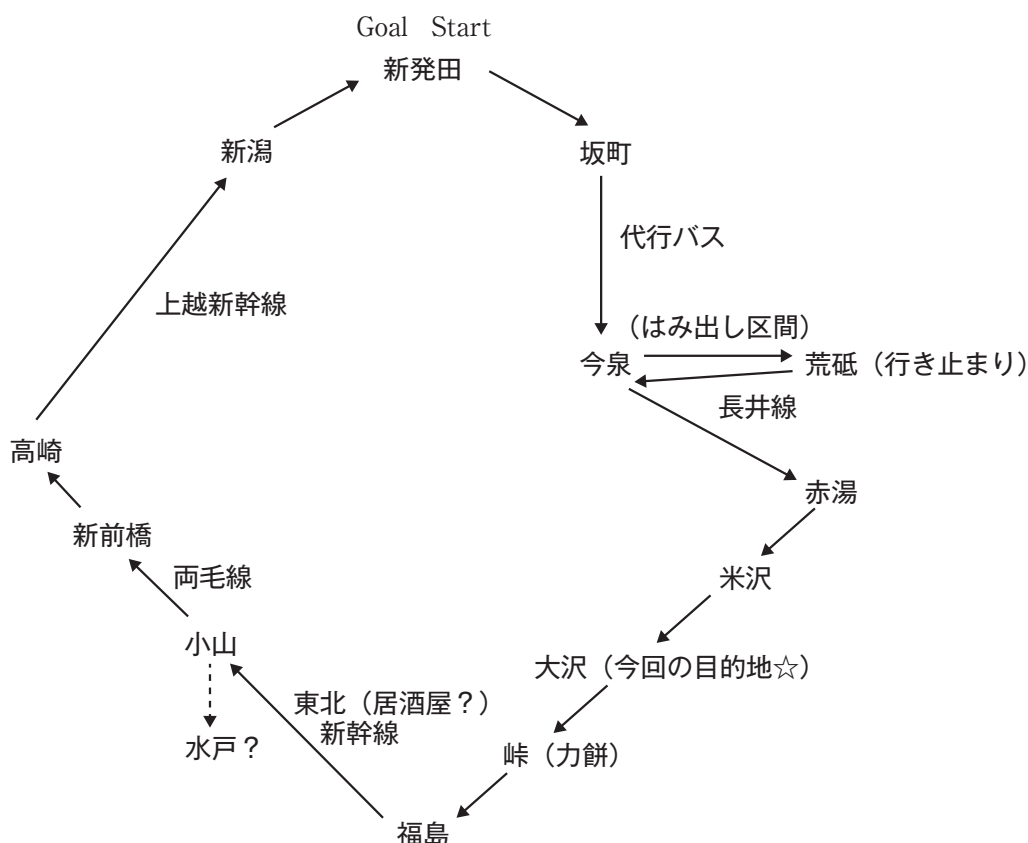 Goal Start
新発田
新潟
坂町
代行バス
上越新幹線
（はみ出し区間）
今泉
荒砥（行き止まり）
長井線
高崎
赤湯
新前橋
両毛線
米沢
小山
大沢（今回の目的地☆）
東北（居酒屋？）
新幹線
水戸？
峠（力餅）
福島